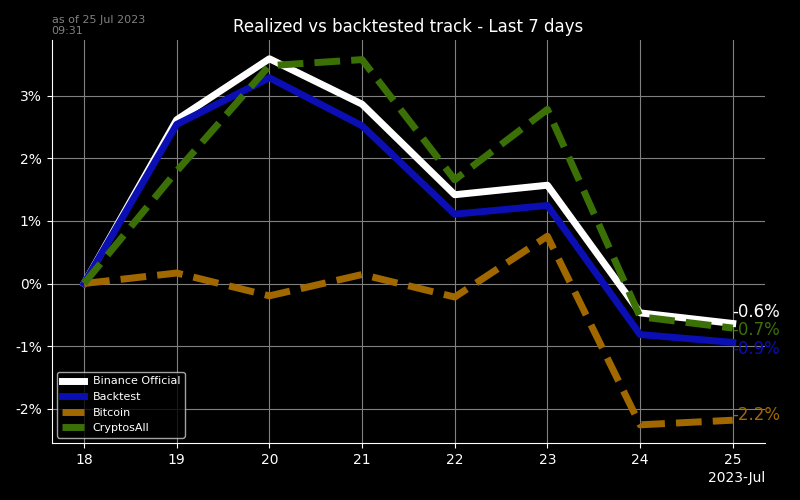 as of 25 Jul 2023
09:31
Realized vs backtested track - Last 7 days
3%
2%
1%
0%
-1%
-2%
-0.6%
-0.7%
-0.9%
-2.2%
Binance Official
Backtest
Bitcoin
CryptosAll
18 19 20 21 22 23 24 25
2023-Jul